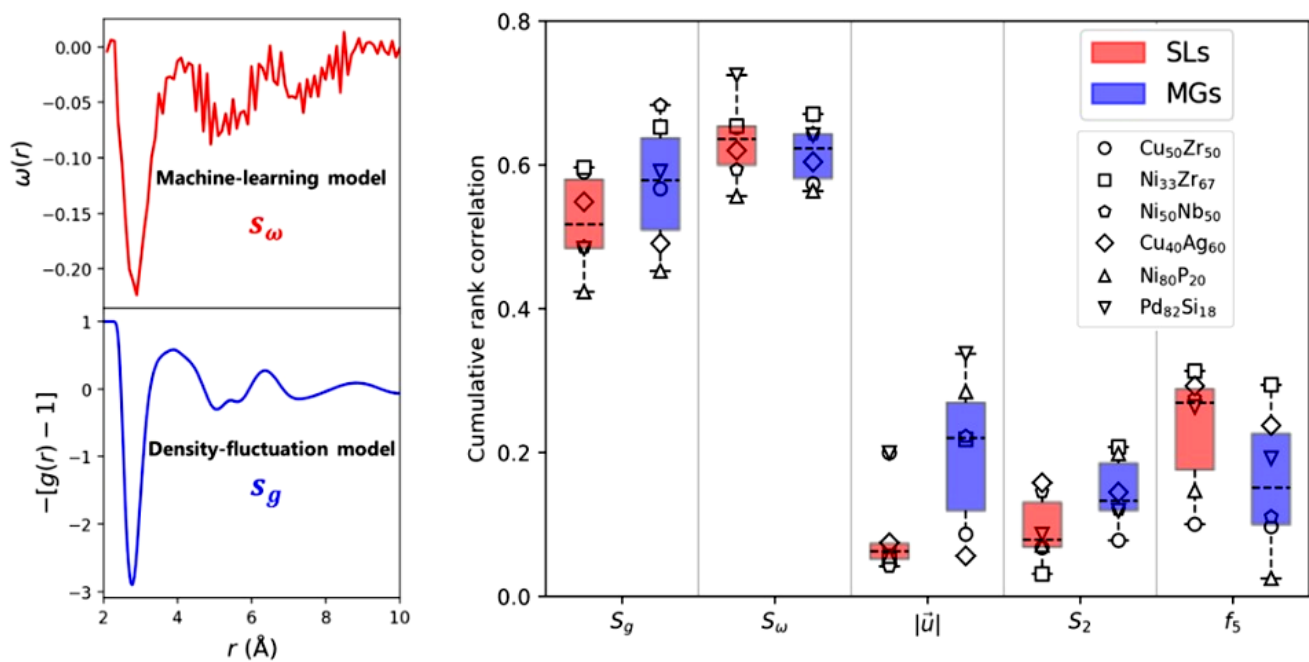 0.00
−0.05
−0.10
−0.15
−0.20
ω(r)
Machine-learning model
s_ω
1
0
−1
−2
−3
−[g(r) − 1]
Density-fluctuation model
s_g
2 4 6 8 10
r (Å)
0.8
0.6
0.4
0.2
0.0
Cumulative rank correlation
SLs
MGs
Cu₅₀Zr₅₀
Ni₃₃Zr₆₇
Ni₅₀Nb₅₀
Cu₄₀Ag₆₀
Ni₈₀P₂₀
Pd₈₂Si₁₈
S_g S_ω |u⃗| S₂ f₅